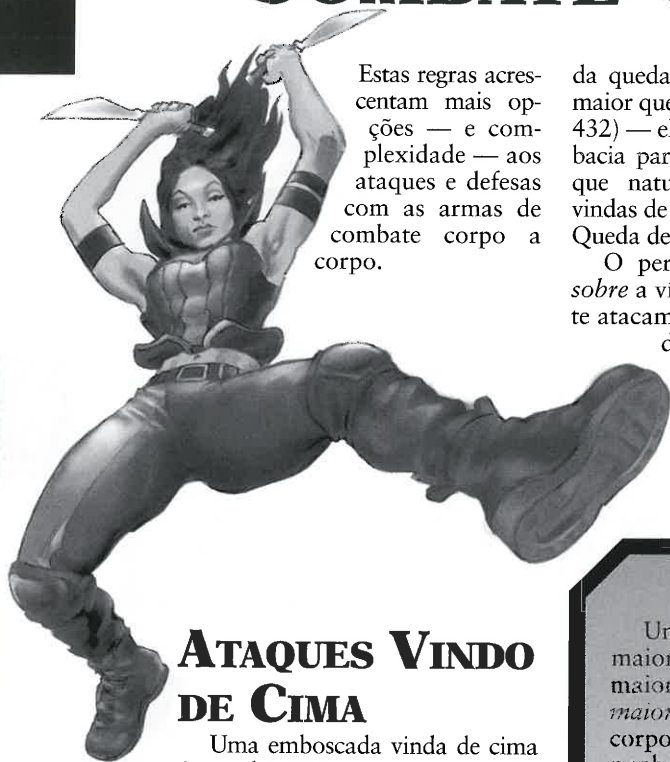 COMBATE
Estas regras acres-
centam mais op-
ções — e com-
plexidade — aos
ataques e defesas
com as armas de
combate corpo a
corpo.
ATAQUES VINDO
DE CIMA
Uma emboscada vinda de cima
da queda
maior que
432) — el
bacia par
que natu
vindas de
Queda de
O per
sobre a vi
te atacam
d
maior
maior
maior
corpo